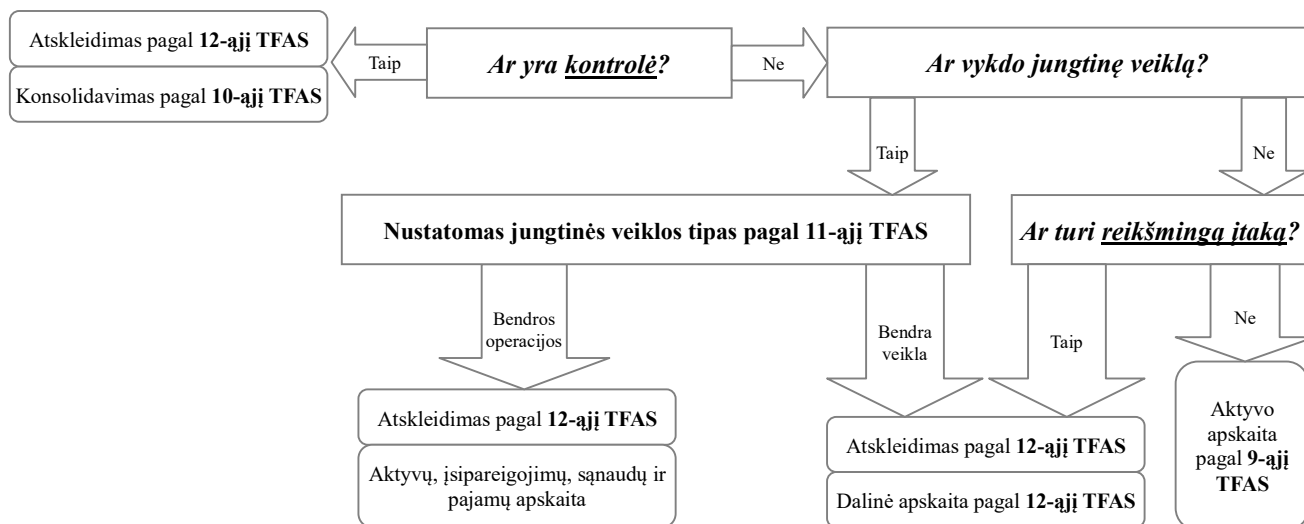 Atskleidimas pagal 12-ąjį TFAS
Konsolidavimas pagal 10-ąjį TFAS
Taip
Ar yra kontrolė?
Ne
Ar vykdo jungtinę veiklą?
Taip
Ne
Nustatomas jungtinės veiklos tipas pagal 11-ąjį TFAS
Ar turi reikšmingą įtaką?
Bendros
operacijos
Bendra
veikla
Taip
Ne
Atskleidimas pagal 12-ąjį TFAS
Aktyvų, įsipareigojimų, sąnaudų ir
pajamų apskaita
Atskleidimas pagal 12-ąjį TFAS
Dalinė apskaita pagal 12-ąjį TFAS
Aktyvo
apskaita
pagal 9-ąjį
TFAS